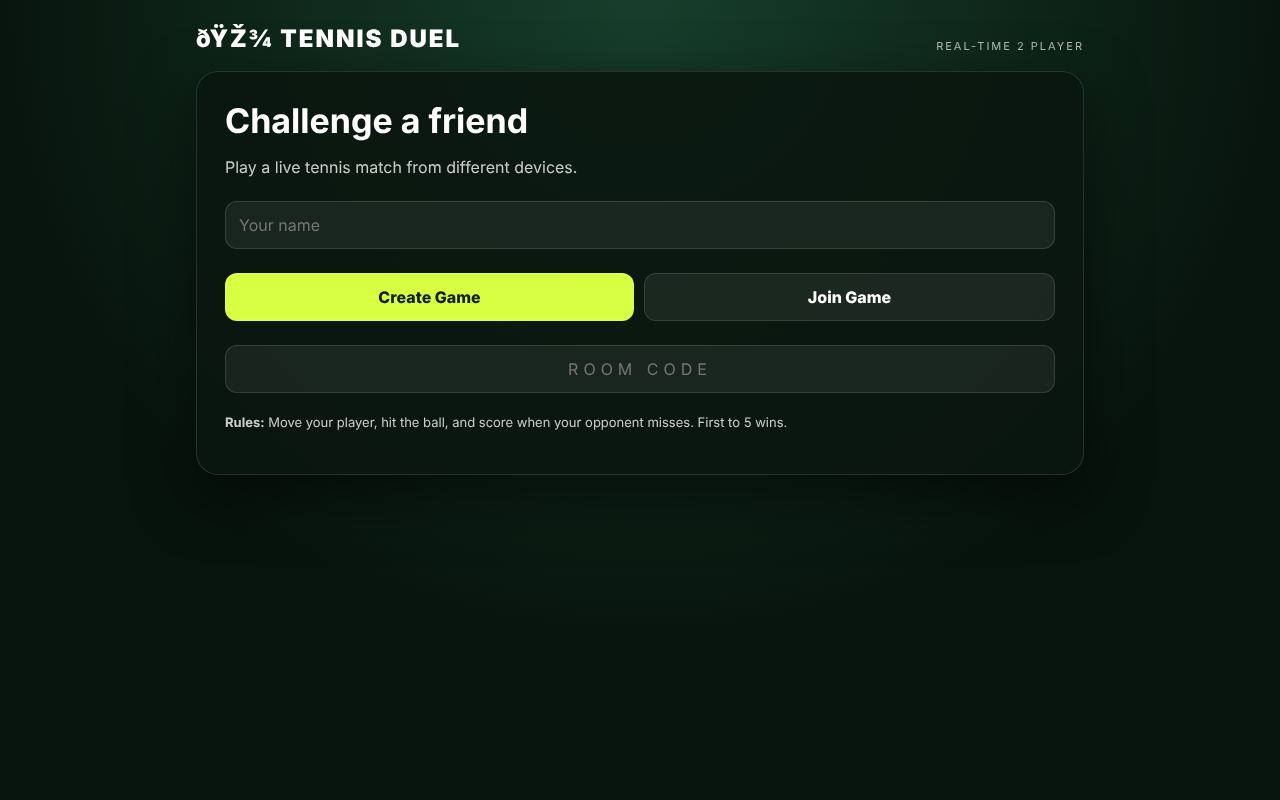 ðŸŽ¾ TENNIS DUEL
REAL-TIME 2 PLAYER
Challenge a friend
Play a live tennis match from different devices.
Your name
Create Game
Join Game
ROOM CODE
Rules: Move your player, hit the ball, and score when your opponent misses. First to 5 wins.